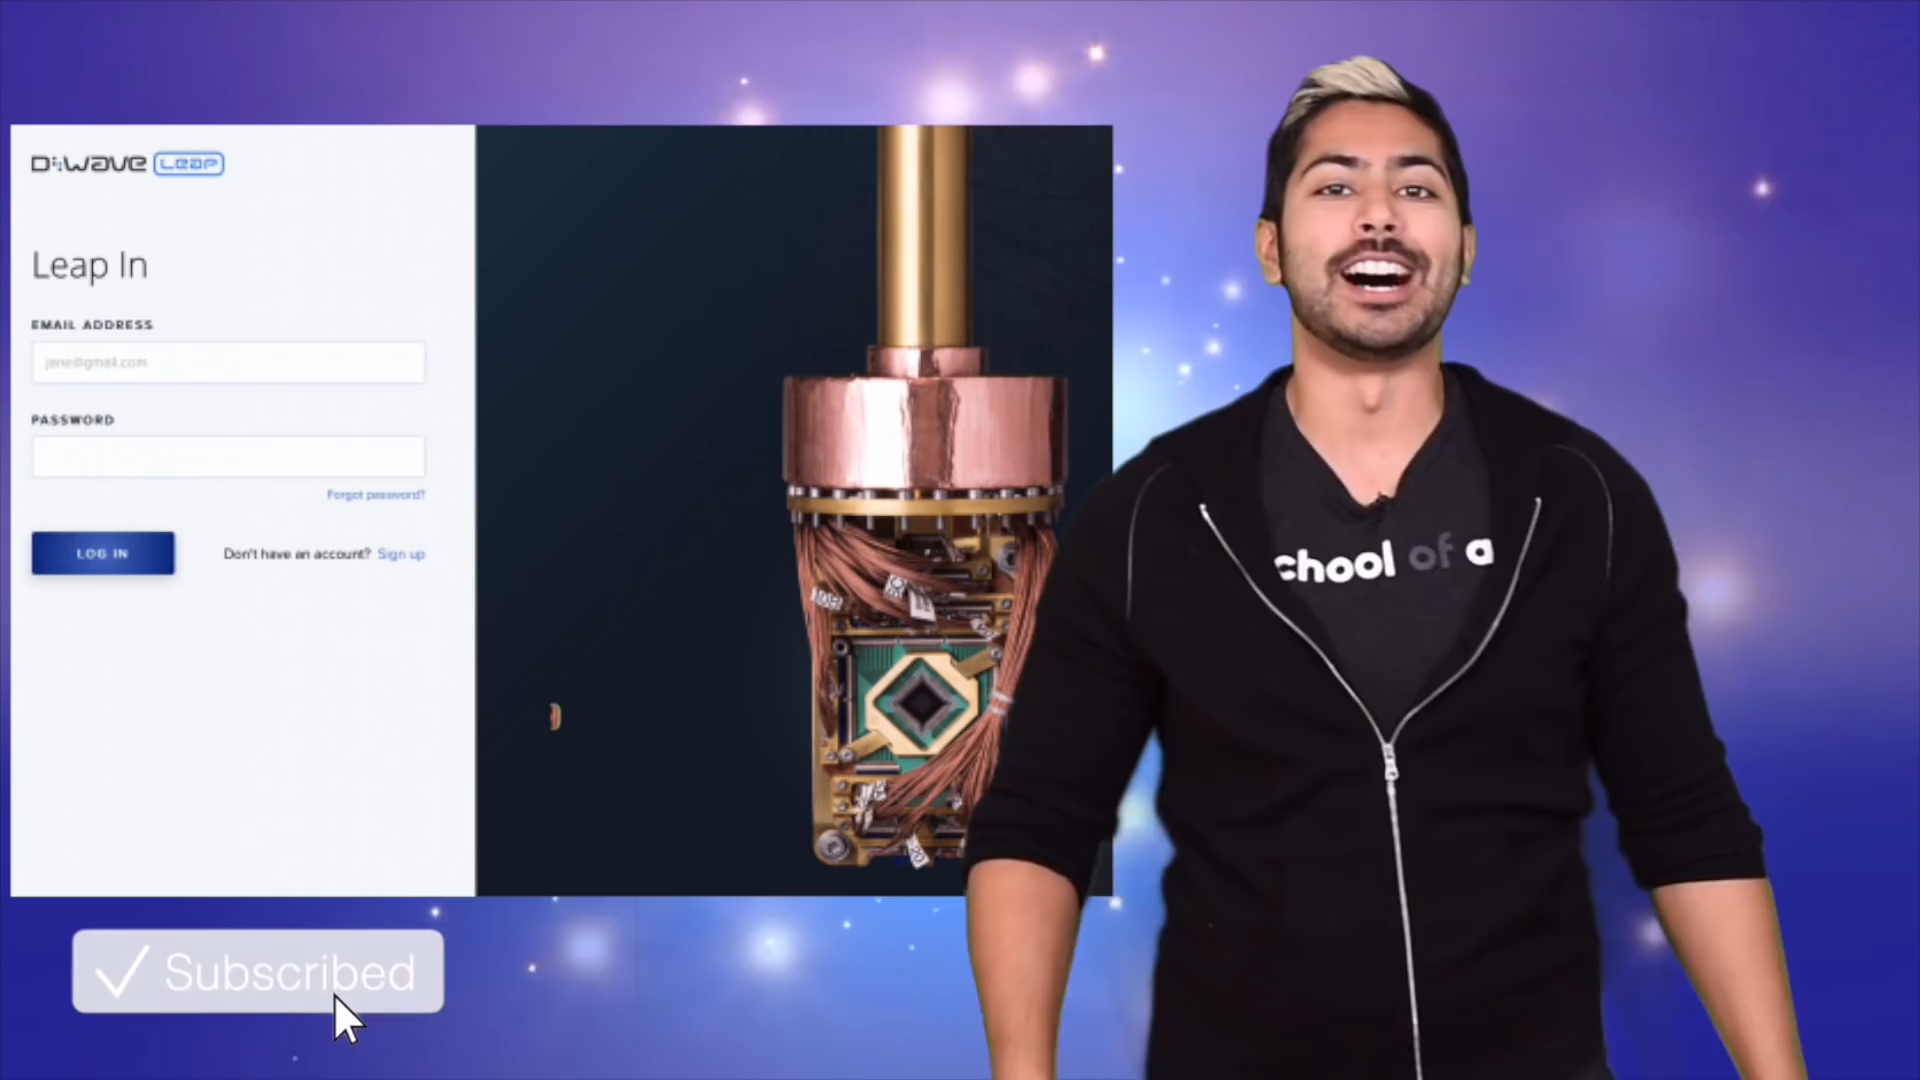 D:Wave Leap
Leap In
EMAIL ADDRESS
jane@gmail.com
PASSWORD
Forgot password?
LOG IN
Don't have an account? Sign up
chool of a
Subscribed